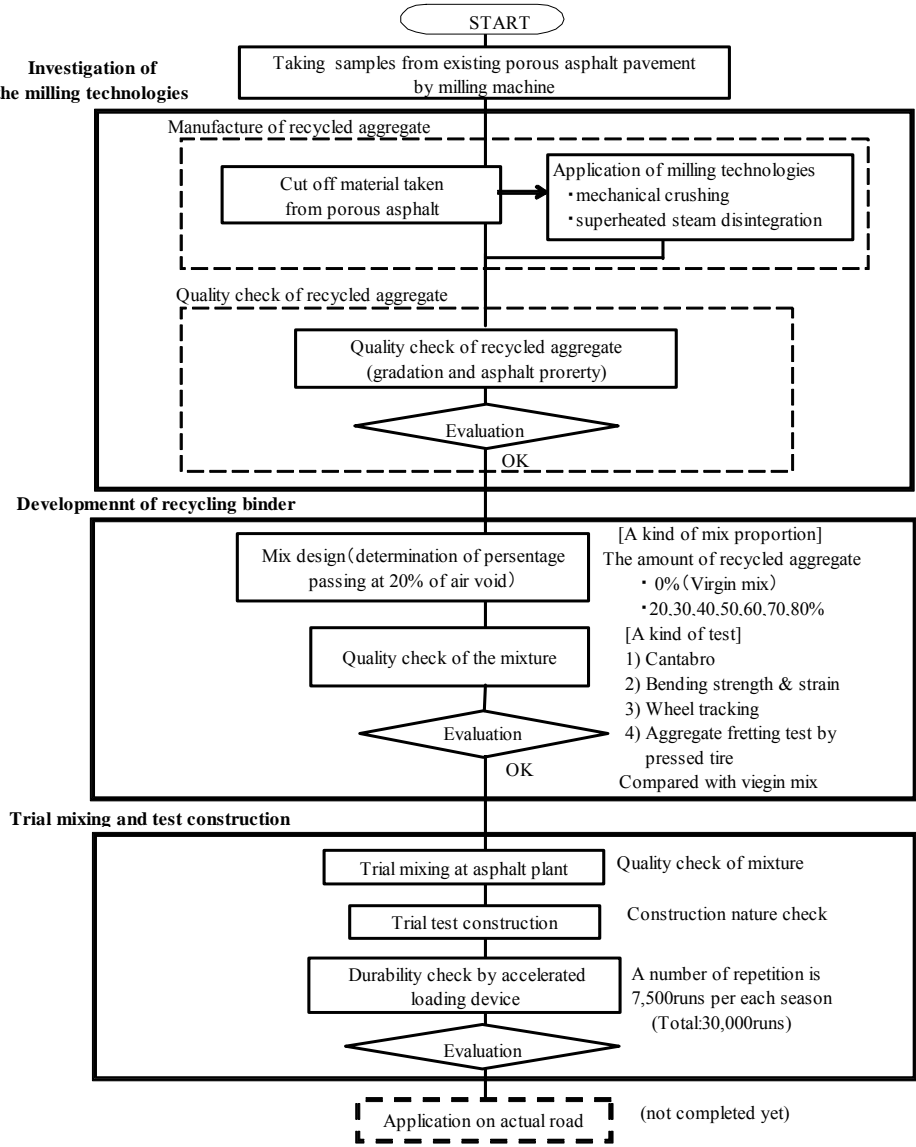 START
Investigation of
he milling technologies
Taking samples from existing porous asphalt pavement
by milling machine
Manufacture of recycled aggregate
Cut off material taken
from porous asphalt
Application of milling technologies
・mechanical crushing
・superheated steam disintegration
Quality check of recycled aggregate
Quality check of recycled aggregate
(gradation and asphalt prorerty)
Evaluation
OK
Developmennt of recycling binder
Mix design(determination of persentage
passing at 20% of air void)
[A kind of mix proportion]
The amount of recycled aggregate
・ 0%(Virgin mix)
・20,30,40,50,60,70,80%
Quality check of the mixture
[A kind of test]
1) Cantabro
2) Bending strength & strain
3) Wheel tracking
4) Aggregate fretting test by
pressed tire
Compared with viegin mix
Evaluation
OK
Trial mixing and test construction
Trial mixing at asphalt plant
Quality check of mixture
Trial test construction
Construction nature check
Durability check by accelerated
loading device
A number of repetition is
7,500runs per each season
(Total:30,000runs)
Evaluation
Application on actual road
(not completed yet)